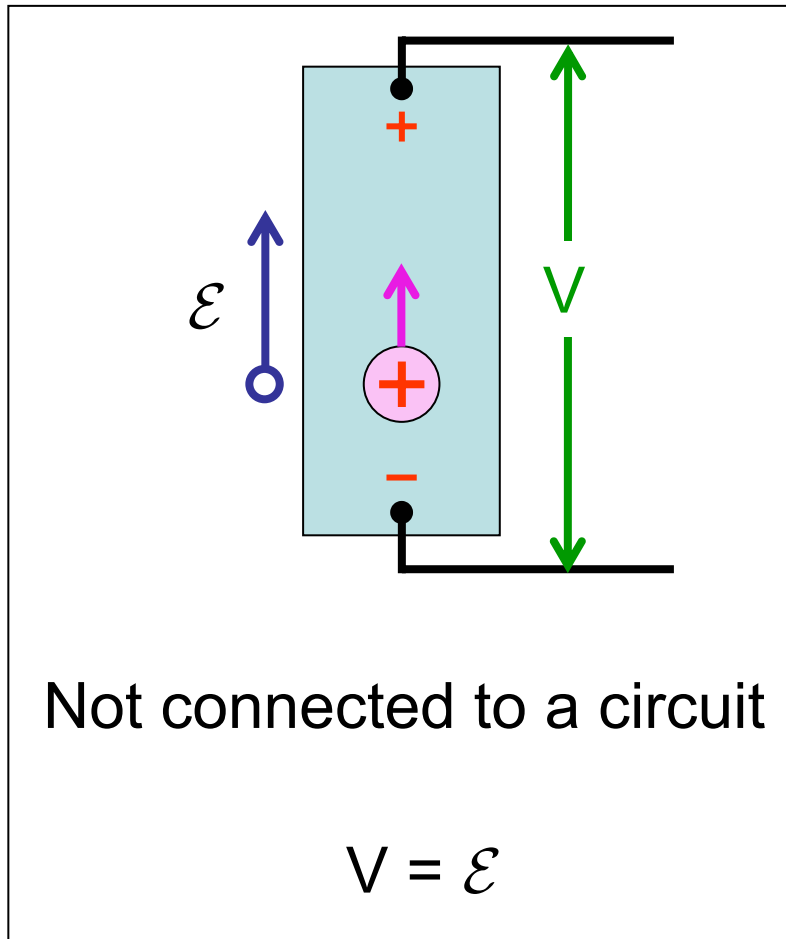 +
ℰ
V
+
−
Not connected to a circuit
V = ℰ